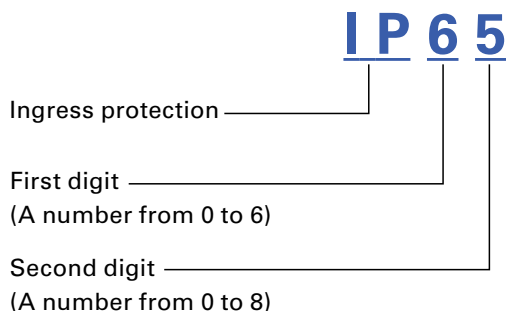 IP65
Ingress protection
First digit
(A number from 0 to 6)
Second digit
(A number from 0 to 8)